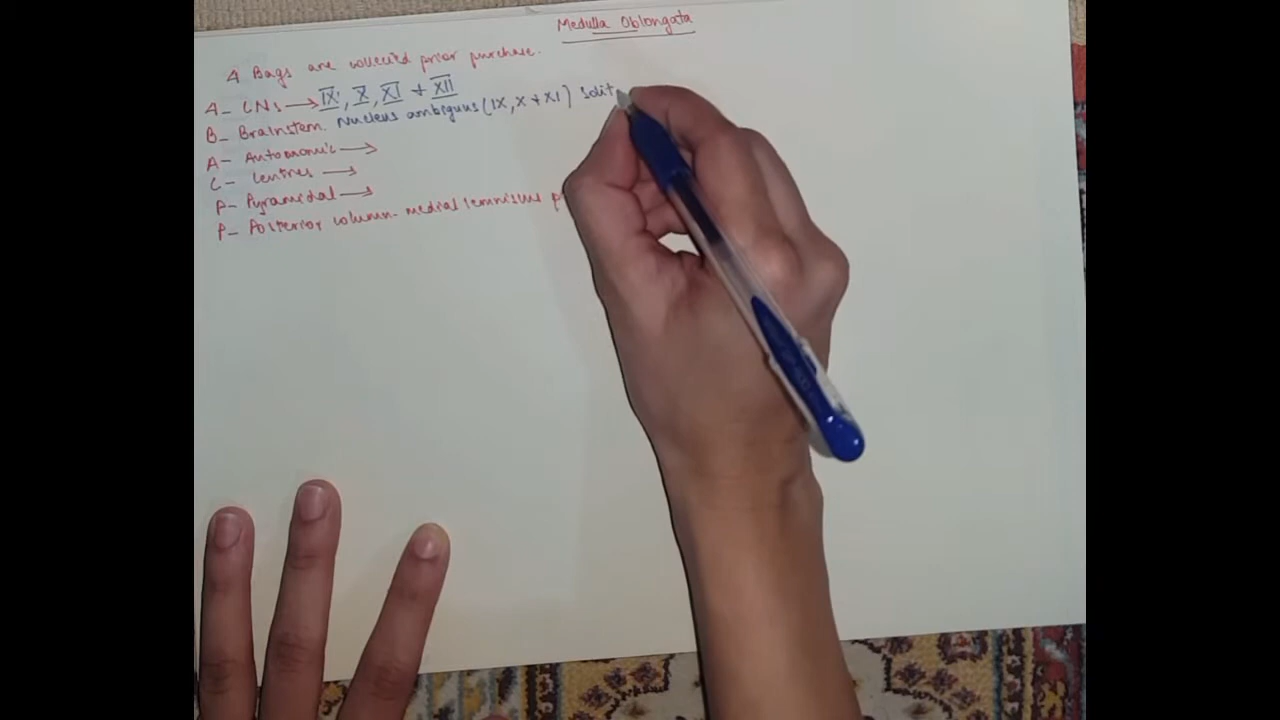 Medulla Oblongata
4 Bags are collected prior purchase.
4- CNs → IX, X, XI + XII
B- Brainstem. Nucleus ambiguus (IX, X + XI) solit
A- Autonomic →
C- Centres →
P- Pyramidal →
P- Posterior column- medial lemniscus p